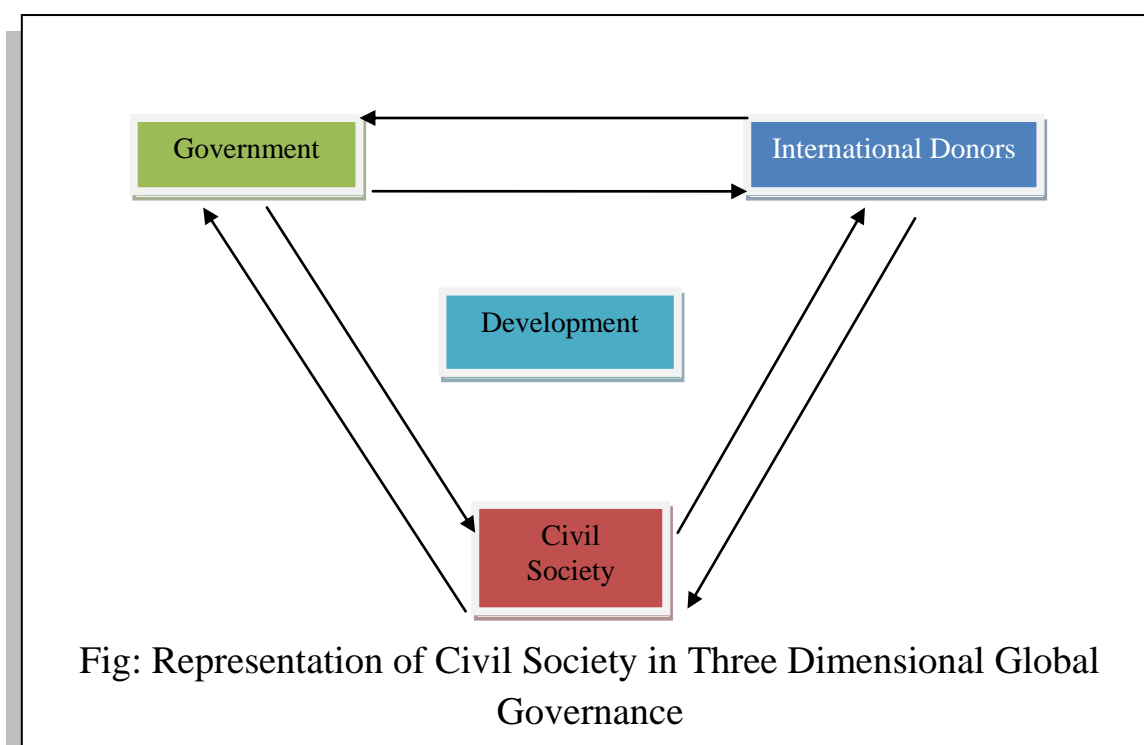 Government
International Donors
Development
Civil
Society
Fig: Representation of Civil Society in Three Dimensional Global
Governance